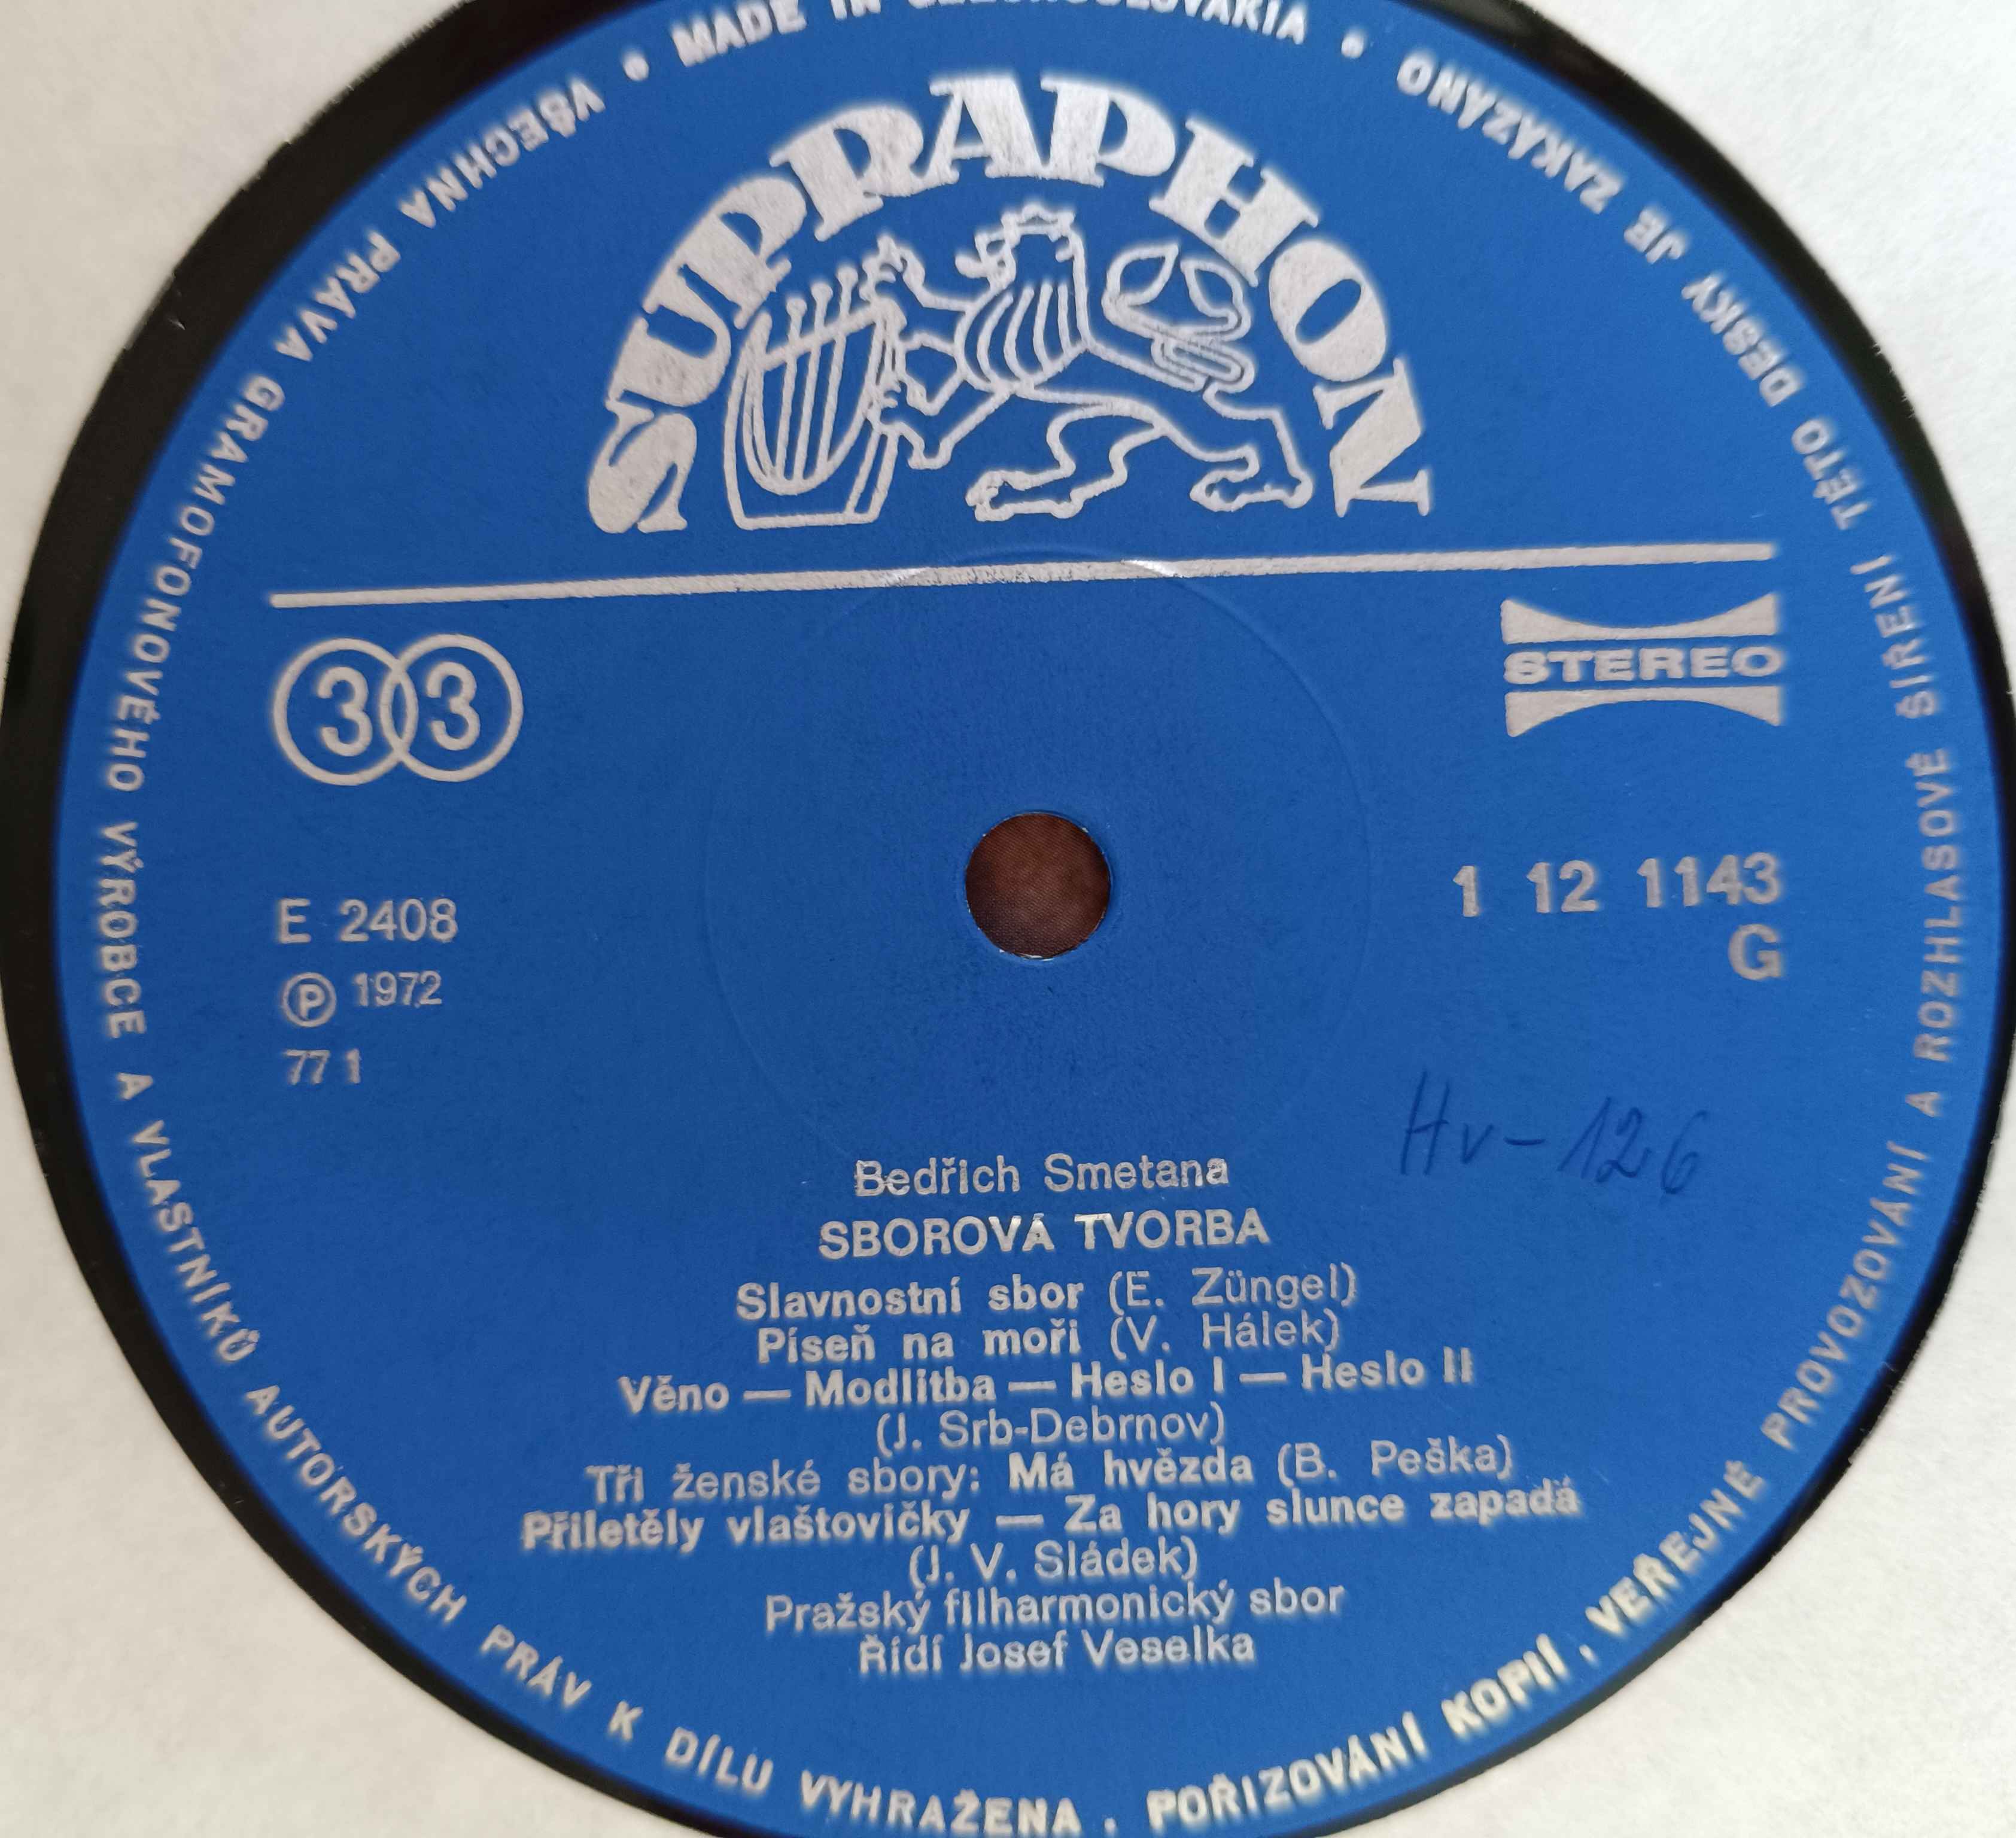 MADE IN CZECHOSLOVAKIA • VŠECHNA PRÁVA GRAMOFONOVÉHO VÝROBCE A VLASTNÍKŮ AUTORSKÝCH PRÁV K DÍLU VYHRAŽENA . POŘIZOVÁNÍ KOPIÍ , VEŘEJNÉ PROVOZOVÁNÍ A ROZHLASOVÉ ŠÍŘENÍ TÉTO DESKY JE ZAKÁZÁNO •
SUPRAPHON
33
STEREO
E 2408
1 12 1143
G
Ⓟ 1972
77 1
Hv-126
Bedřich Smetana
SBOROVÁ TVORBA
Slavnostní sbor (E. Züngel)
Píseň na moři (V. Hálek)
Věno — Modlitba — Heslo I — Heslo II
(J. Srb-Debrnov)
Tři ženské sbory: Má hvězda (B. Peška)
Přiletěly vlaštovičky — Za hory slunce zapadá
(J. V. Sládek)
Pražský filharmonický sbor
Řídí Josef Veselka